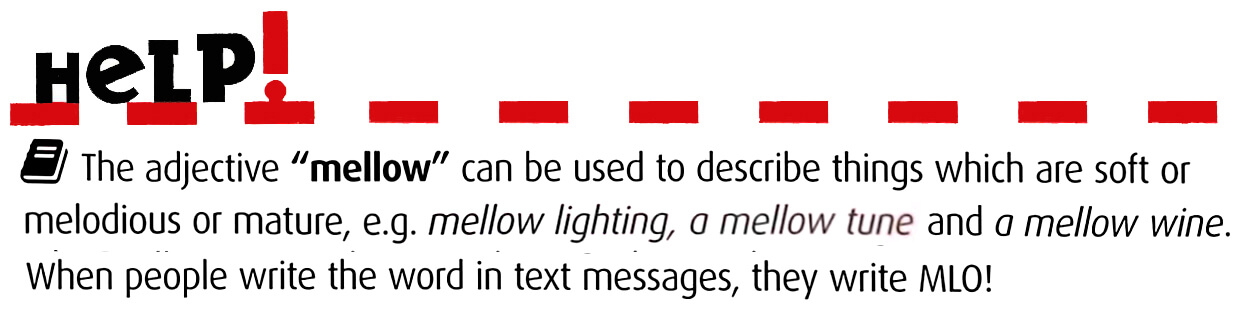 HeLP!
The adjective “mellow” can be used to describe things which are soft or
melodious or mature, e.g. mellow lighting, a mellow tune and a mellow wine.
When people write the word in text messages, they write MLO!